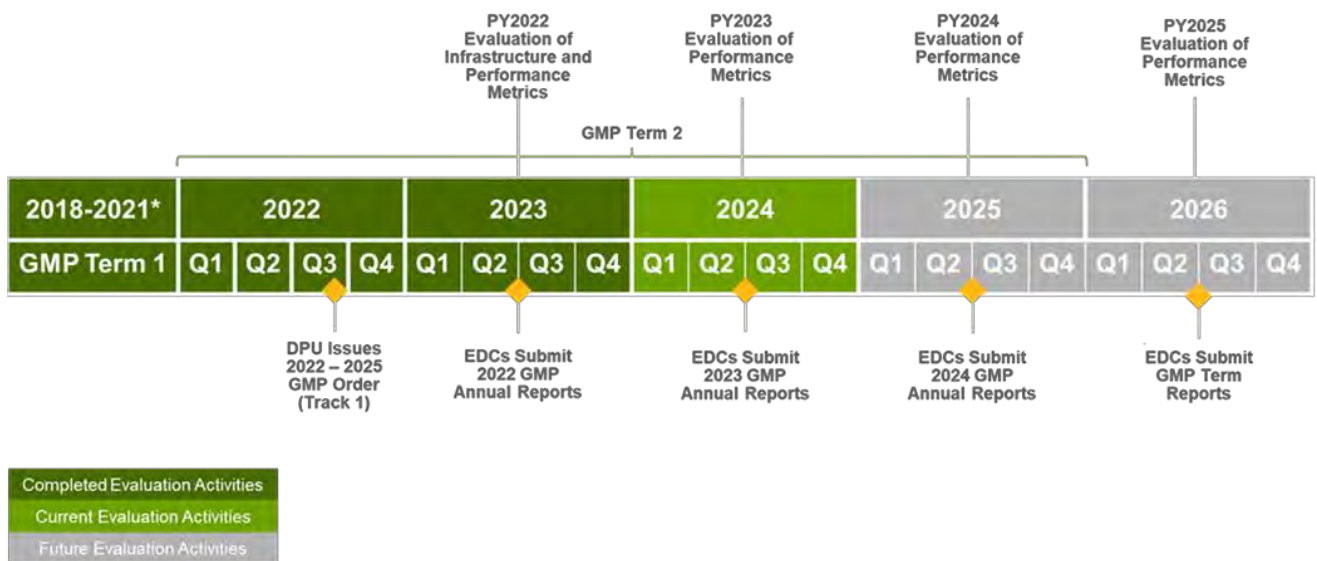 PY2022
Evaluation of
Infrastructure and
Performance
Metrics
PY2023
Evaluation of
Performance
Metrics
PY2024
Evaluation of
Performance
Metrics
PY2025
Evaluation of
Performance
Metrics
GMP Term 2
2018-2021*
2022
2023
2024
2025
2026
GMP Term 1
Q1
Q2
Q3
Q4
Q1
Q2
Q3
Q4
Q1
Q2
Q3
Q4
Q1
Q2
Q3
Q4
Q1
Q2
Q3
Q4
DPU Issues
2022 – 2025
GMP Order
(Track 1)
EDCs Submit
2022 GMP
Annual Reports
EDCs Submit
2023 GMP
Annual Reports
EDCs Submit
2024 GMP
Annual Reports
EDCs Submit
GMP Term
Reports
Completed Evaluation Activities
Current Evaluation Activities
Future Evaluation Activities